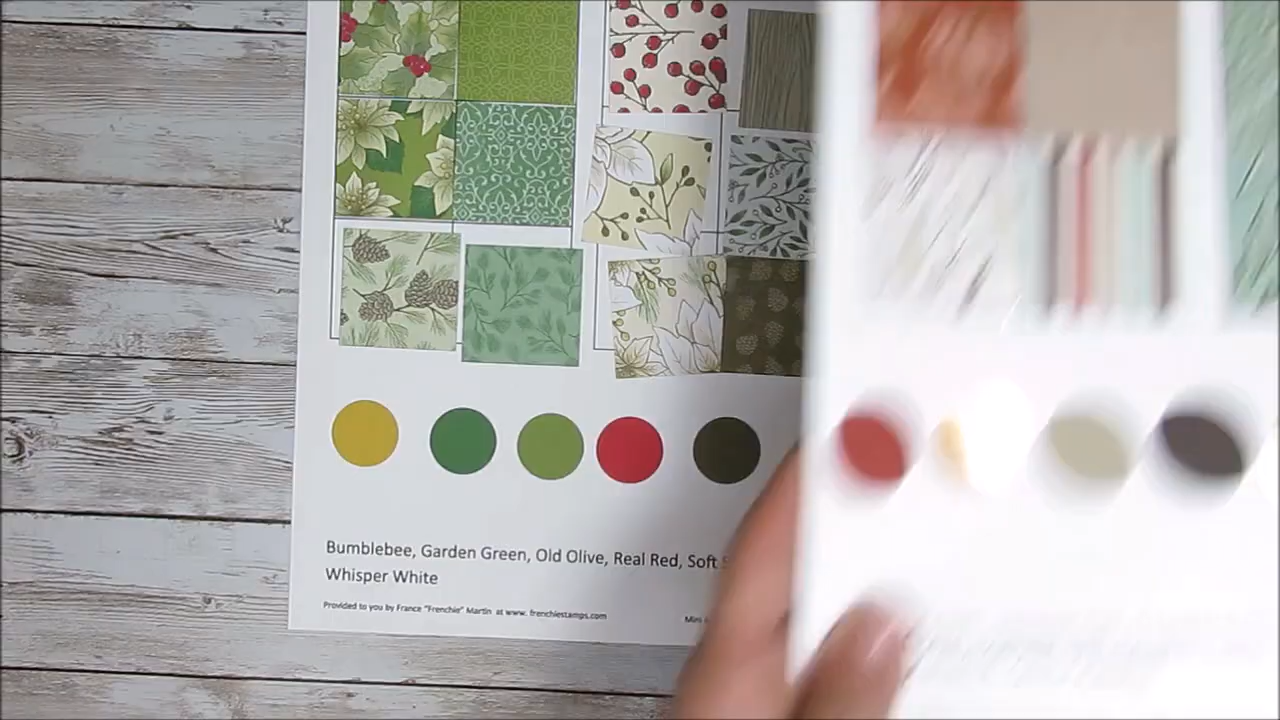 Bumblebee, Garden Green, Old Olive, Real Red, Soft
Whisper White
Provided to you by France "Frenchie" Martin at www. frenchiestamps.com
Mini